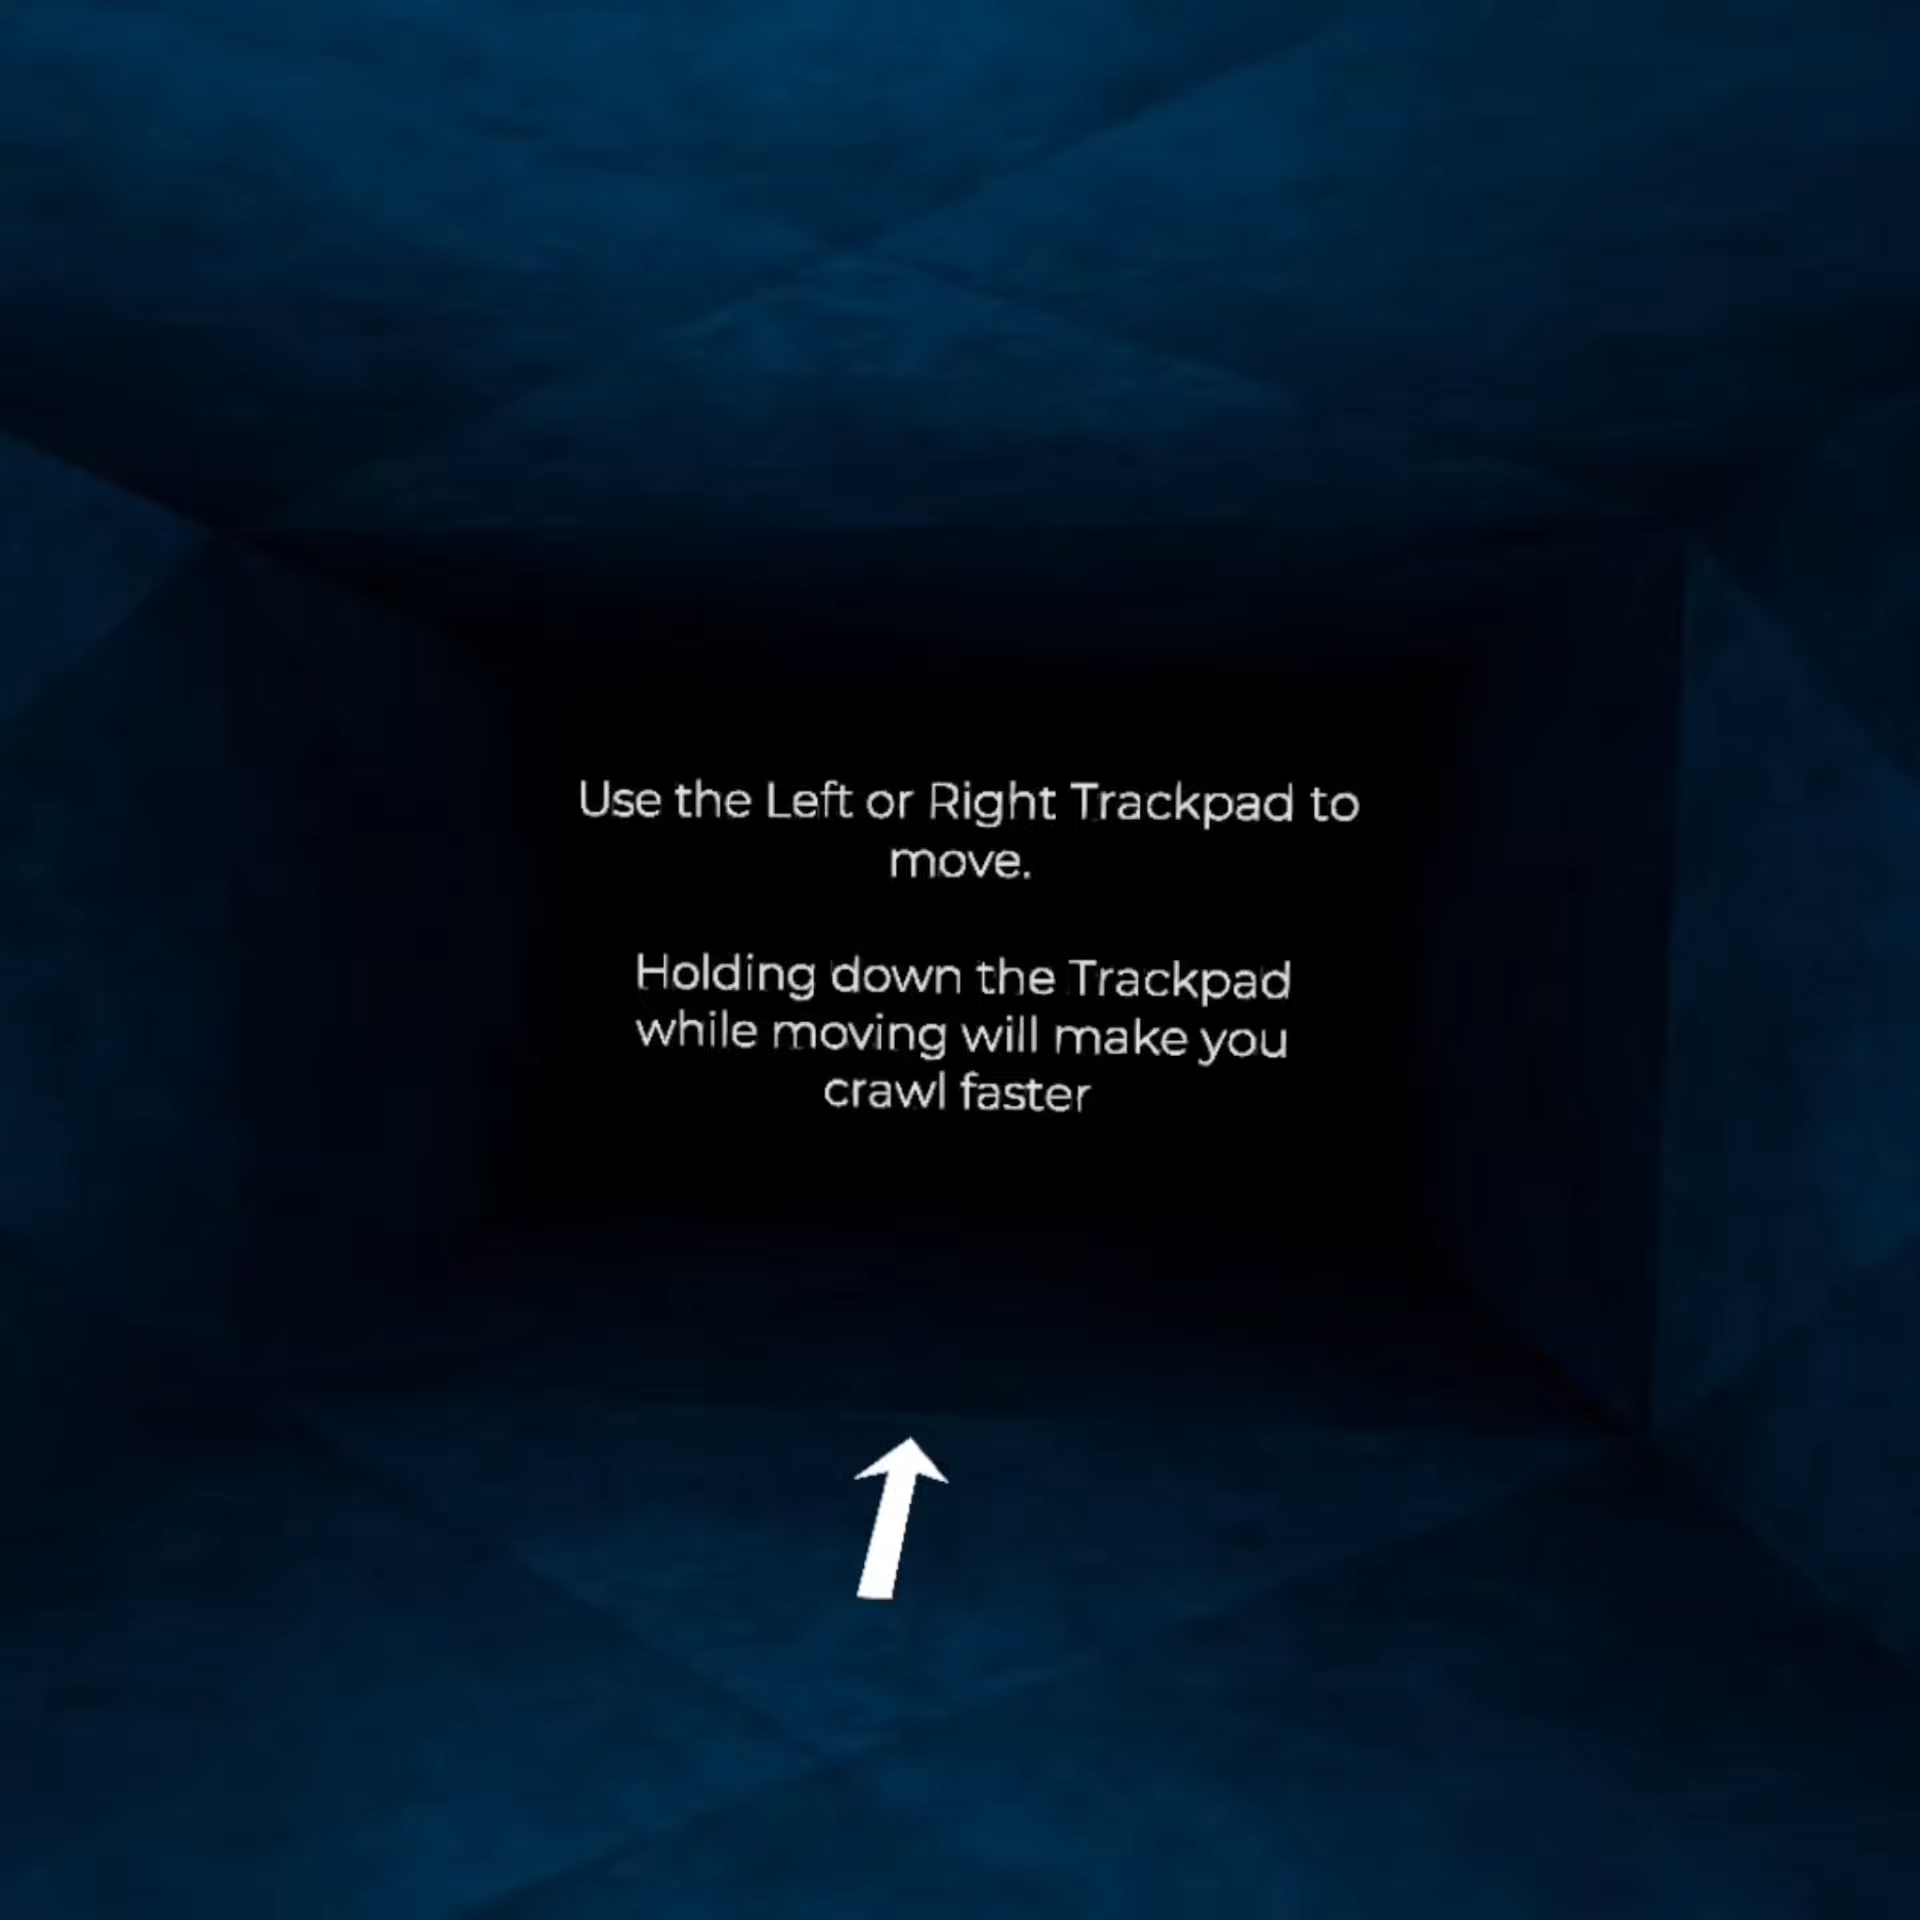 Use the Left or Right Trackpad to
move.
Holding down the Trackpad
while moving will make you
crawl faster